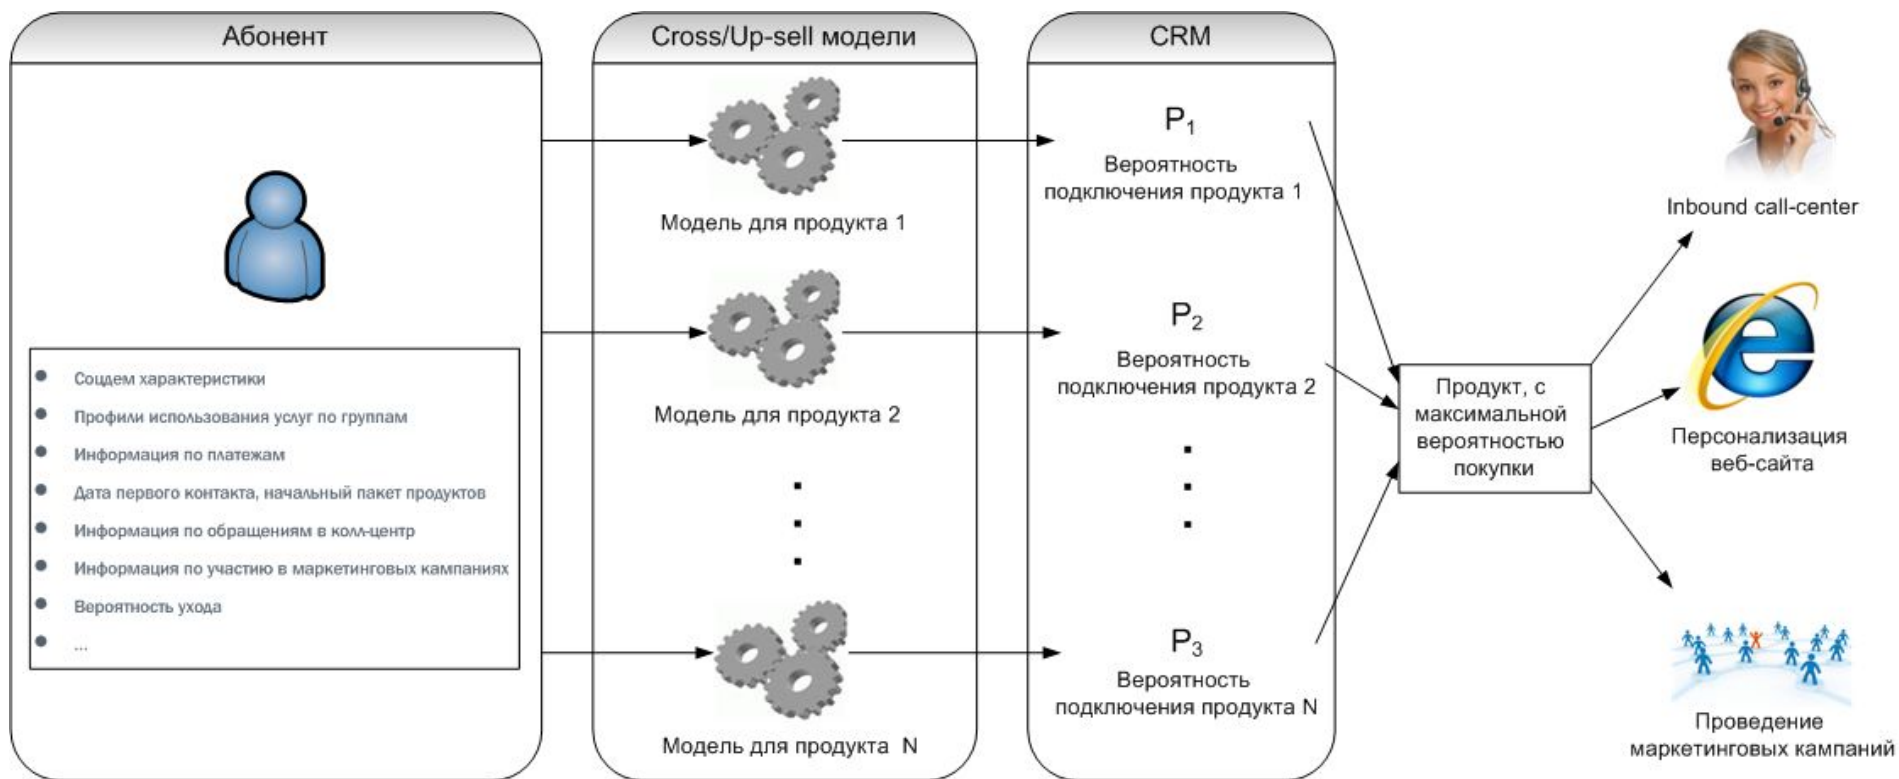 Абонент
Соцдем характеристики
Профили использования услуг по группам
Информация по платежам
Дата первого контакта, начальный пакет продуктов
Информация по обращениям в колл-центр
Информация по участию в маркетинговых кампаниях
Вероятность ухода
...
Cross/Up-sell модели
Модель для продукта 1
Модель для продукта 2
Модель для продукта N
CRM
P1
Вероятность
подключения продукта 1
P2
Вероятность
подключения продукта 2
P3
Вероятность
подключения продукта N
Продукт, с
максимальной
вероятностью
покупки
Inbound call-center
Персонализация
веб-сайта
Проведение
маркетинговых кампаний